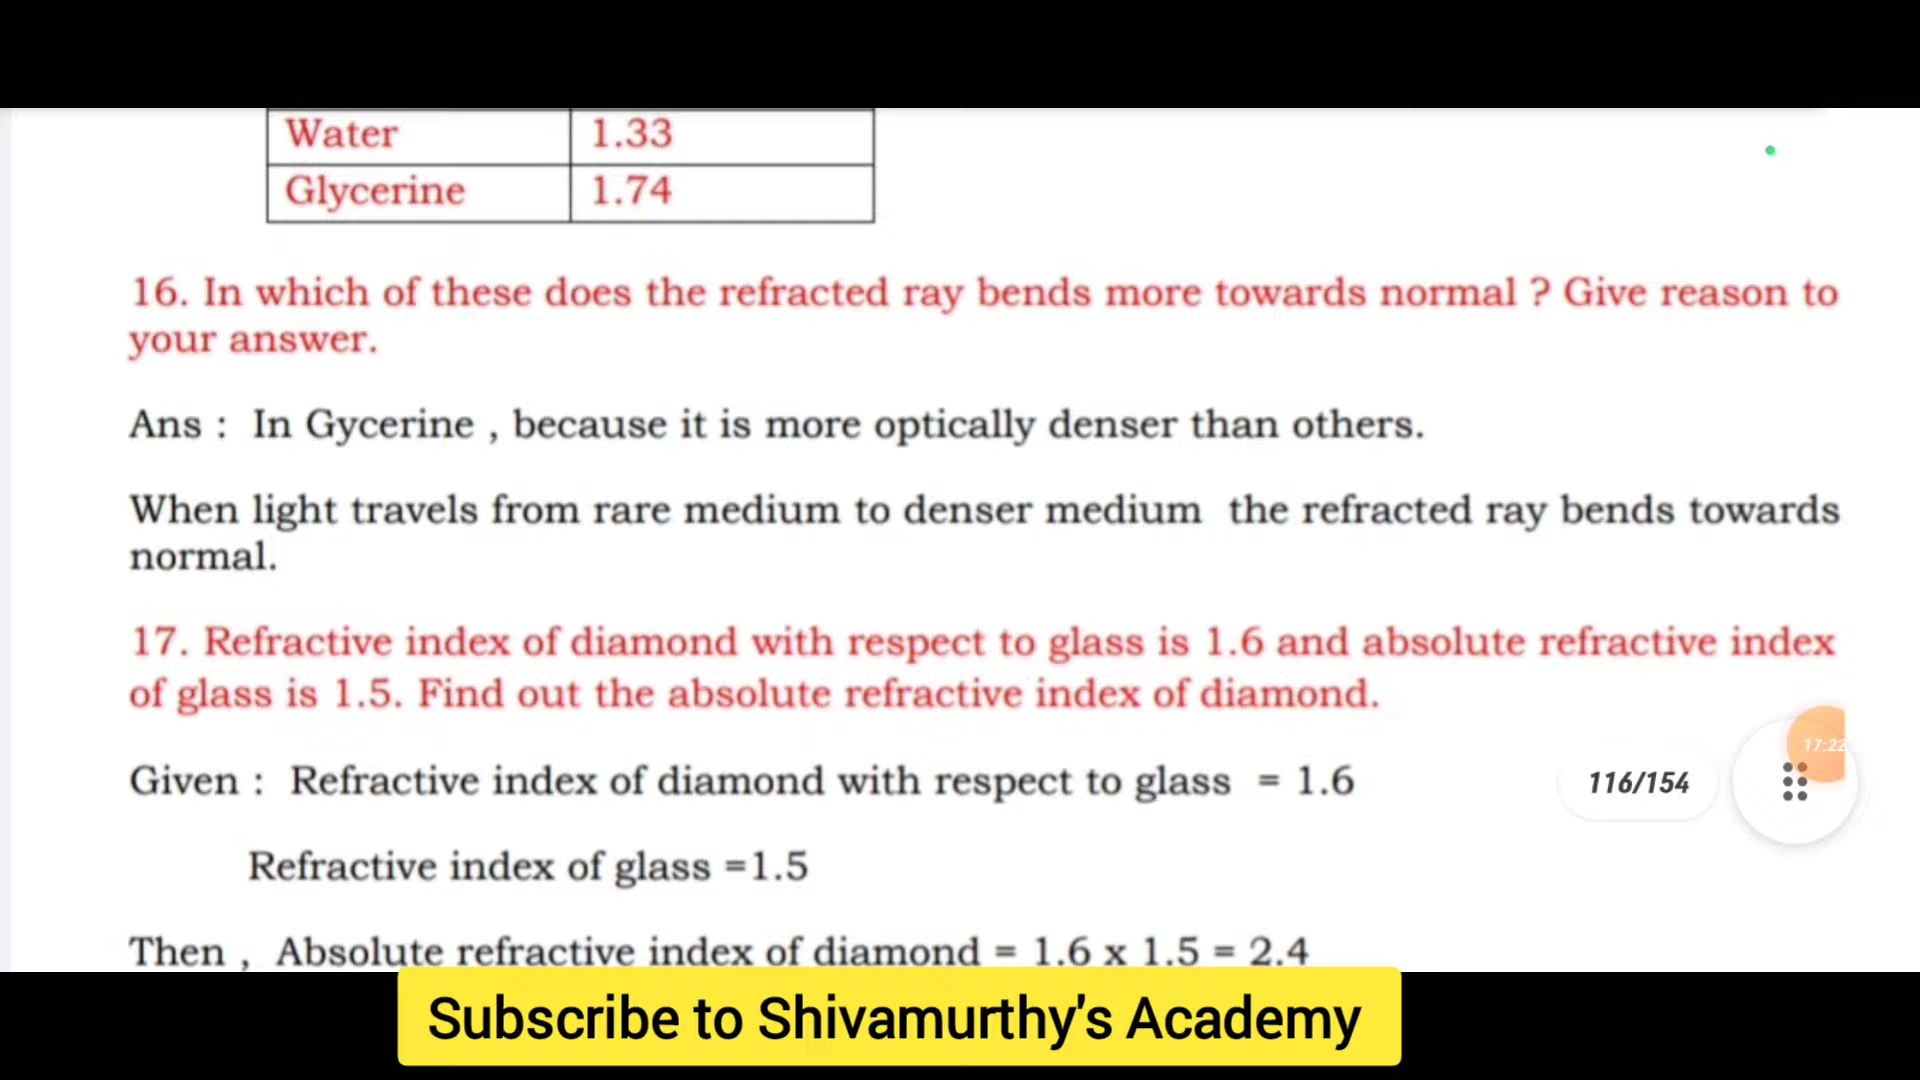 Water 1.33
Glycerine 1.74
16. In which of these does the refracted ray bends more towards normal ? Give reason to
your answer.
Ans : In Gycerine , because it is more optically denser than others.
When light travels from rare medium to denser medium the refracted ray bends towards
normal.
17. Refractive index of diamond with respect to glass is 1.6 and absolute refractive index
of glass is 1.5. Find out the absolute refractive index of diamond.
17:22
Given : Refractive index of diamond with respect to glass = 1.6
116/154
Refractive index of glass =1.5
Then , Absolute refractive index of diamond = 1.6 x 1.5 = 2.4
Subscribe to Shivamurthy's Academy